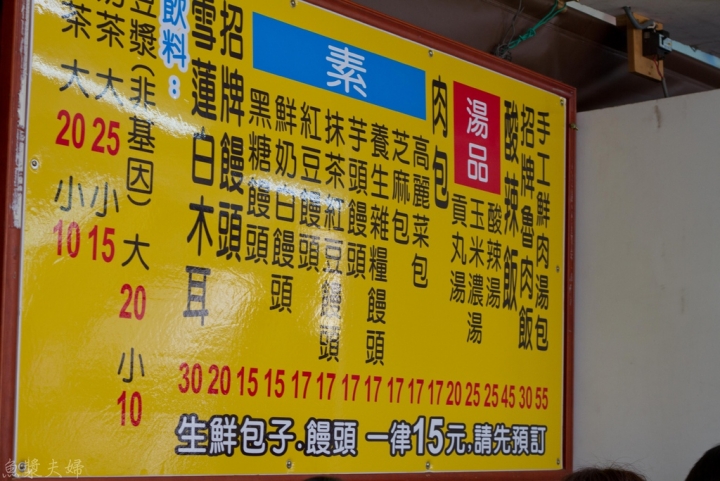 手工鮮肉湯包 55
招牌魯肉飯 30
酸辣飯 45
湯品
酸辣湯 25
玉米濃湯 25
貢丸湯 20
肉包 17
素
高麗菜包 17
芝麻包 17
養生雜糧饅頭 17
芋頭饅頭 17
抹茶紅豆饅頭 17
紅豆饅頭 17
鮮奶白饅頭 15
黑糖饅頭 15
招牌饅頭 20
雪蓮白木耳 30
飲料：
漿(非基因) 大 20 小 10
茶 大 25 小 15
茶 大 20 小 10
生鮮包子.饅頭 一律15元,請先預訂
魚漿夫婦